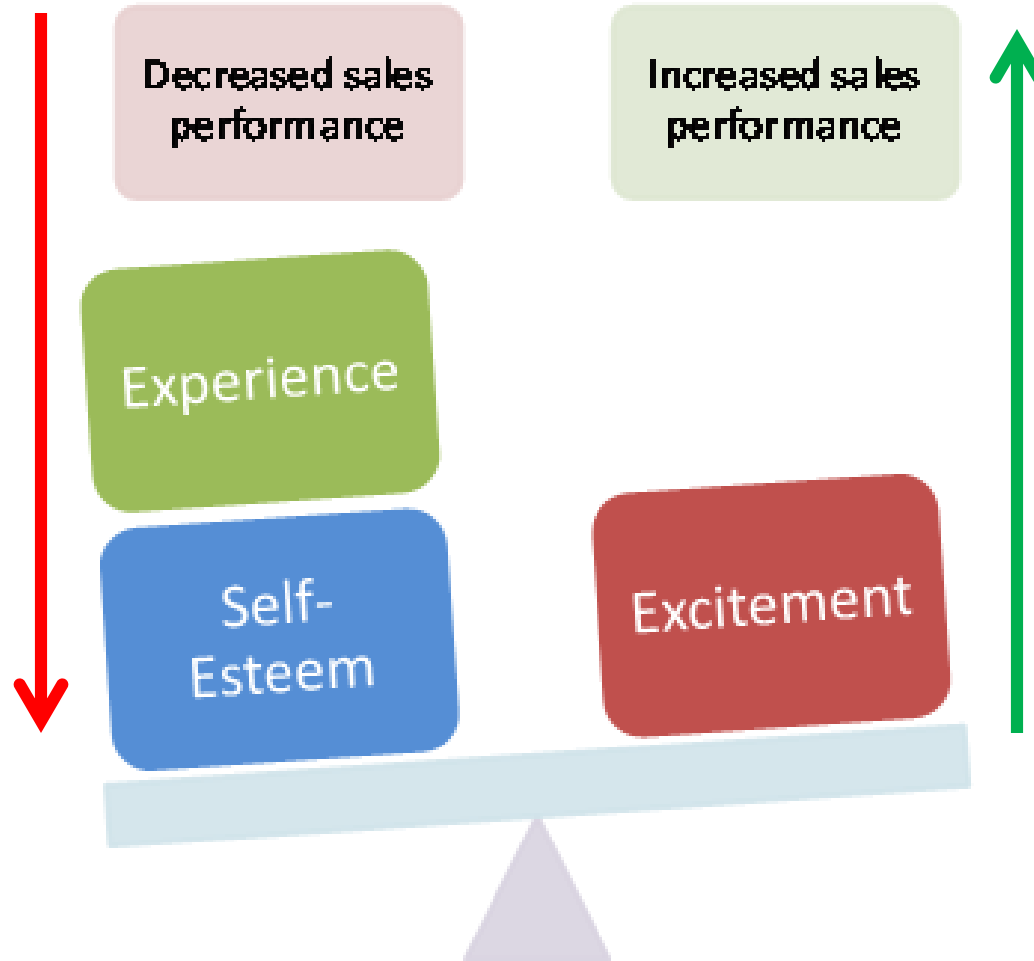 Decreased sales
performance
Increased sales
performance
Experience
Self-
Esteem
Excitement